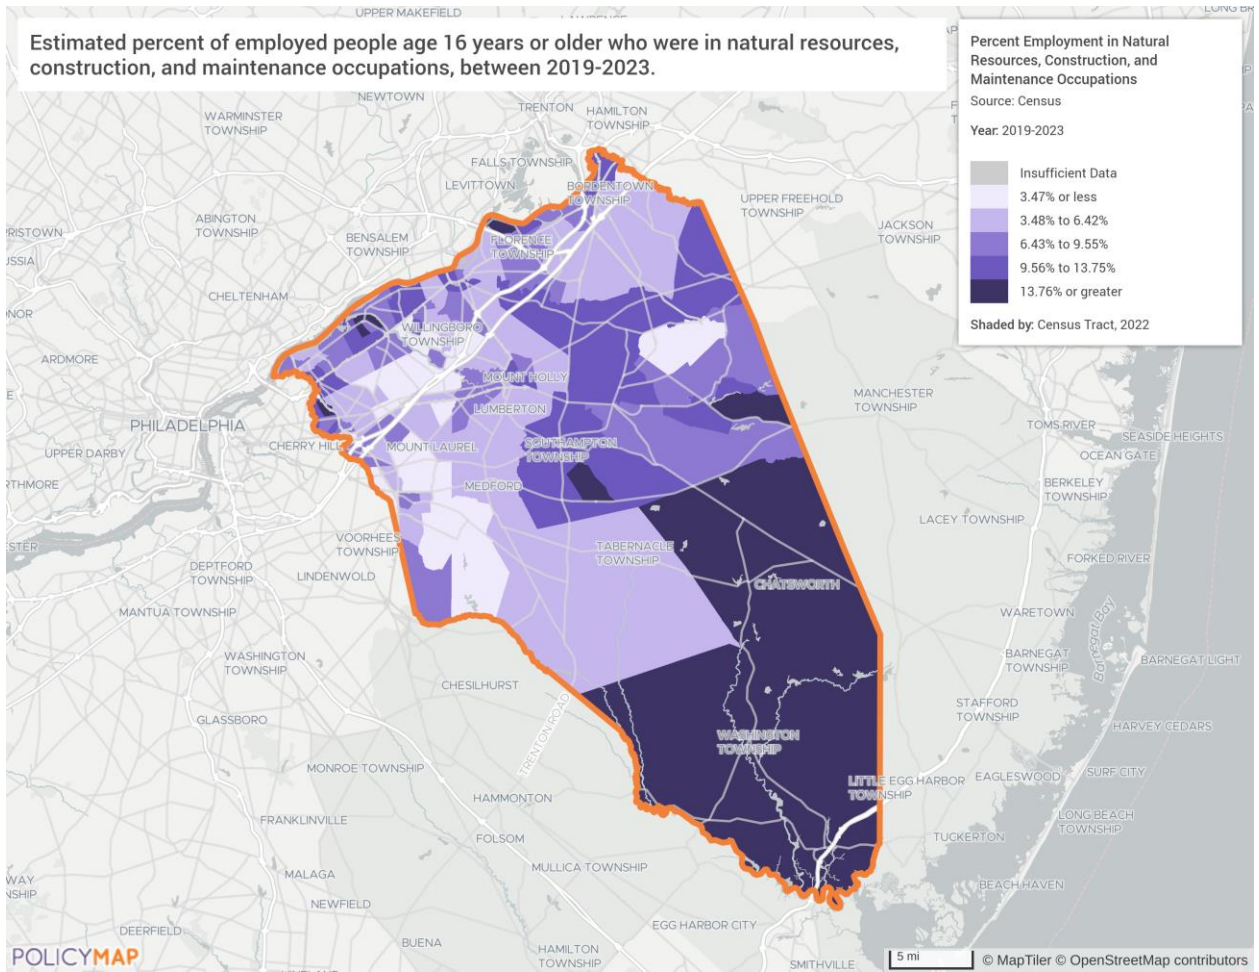 UPPER MAKEFIELD
Estimated percent of employed people age 16 years or older who were in natural resources,
construction, and maintenance occupations, between 2019-2023.
Percent Employment in Natural
Resources, Construction, and
Maintenance Occupations
Source: Census
Year: 2019-2023
Insufficient Data
3.47% or less
3.48% to 6.42%
6.43% to 9.55%
9.56% to 13.75%
13.76% or greater
Shaded by: Census Tract, 2022
NEWTOWN
TRENTON
HAMILTON
TOWNSHIP
WARMINSTER
TOWNSHIP
FALLS TOWNSHIP
LEVITTOWN
BORDENTOWN
TOWNSHIP
UPPER FREEHOLD
TOWNSHIP
ABINGTON
TOWNSHIP
JACKSON
TOWNSHIP
BENSALEM
TOWNSHIP
FLORENCE
TOWNSHIP
CHELTENHAM
WILLINGBORO
TOWNSHIP
ARDMORE
MOUNT HOLLY
MANCHESTER
TOWNSHIP
LUMBERTON
PHILADELPHIA
TOMS RIVER
SEASIDE HEIGHTS
UPPER DARBY
CHERRY HILL
MOUNT LAUREL
SOUTHAMPTON
TOWNSHIP
OCEAN GATE
MEDFORD
BERKELEY
TOWNSHIP
LACEY TOWNSHIP
VOORHEES
TOWNSHIP
TABERNACLE
TOWNSHIP
FORKED RIVER
DEPTFORD
TOWNSHIP
LINDENWOLD
CHATSWORTH
MANTUA TOWNSHIP
WARETOWN
Barnegat Bay
WASHINGTON
TOWNSHIP
BARNEGAT
TOWNSHIP
BARNEGAT LIGHT
CHESILHURST
STAFFORD
TOWNSHIP
GLASSBORO
TRENTON ROAD
HARVEY CEDARS
WASHINGTON
TOWNSHIP
MONROE TOWNSHIP
LITTLE EGG HARBOR
TOWNSHIP
EAGLESWOOD
SURF CITY
HAMMONTON
LONG BEACH
TOWNSHIP
FRANKLINVILLE
FOLSOM
TUCKERTON
MULLICA TOWNSHIP
MALAGA
BEACH HAVEN
NEWFIELD
EGG HARBOR CITY
DEERFIELD
BUENA
HAMILTON
TOWNSHIP
SMITHVILLE
POLICYMAP
5 mi
© MapTiler © OpenStreetMap contributors